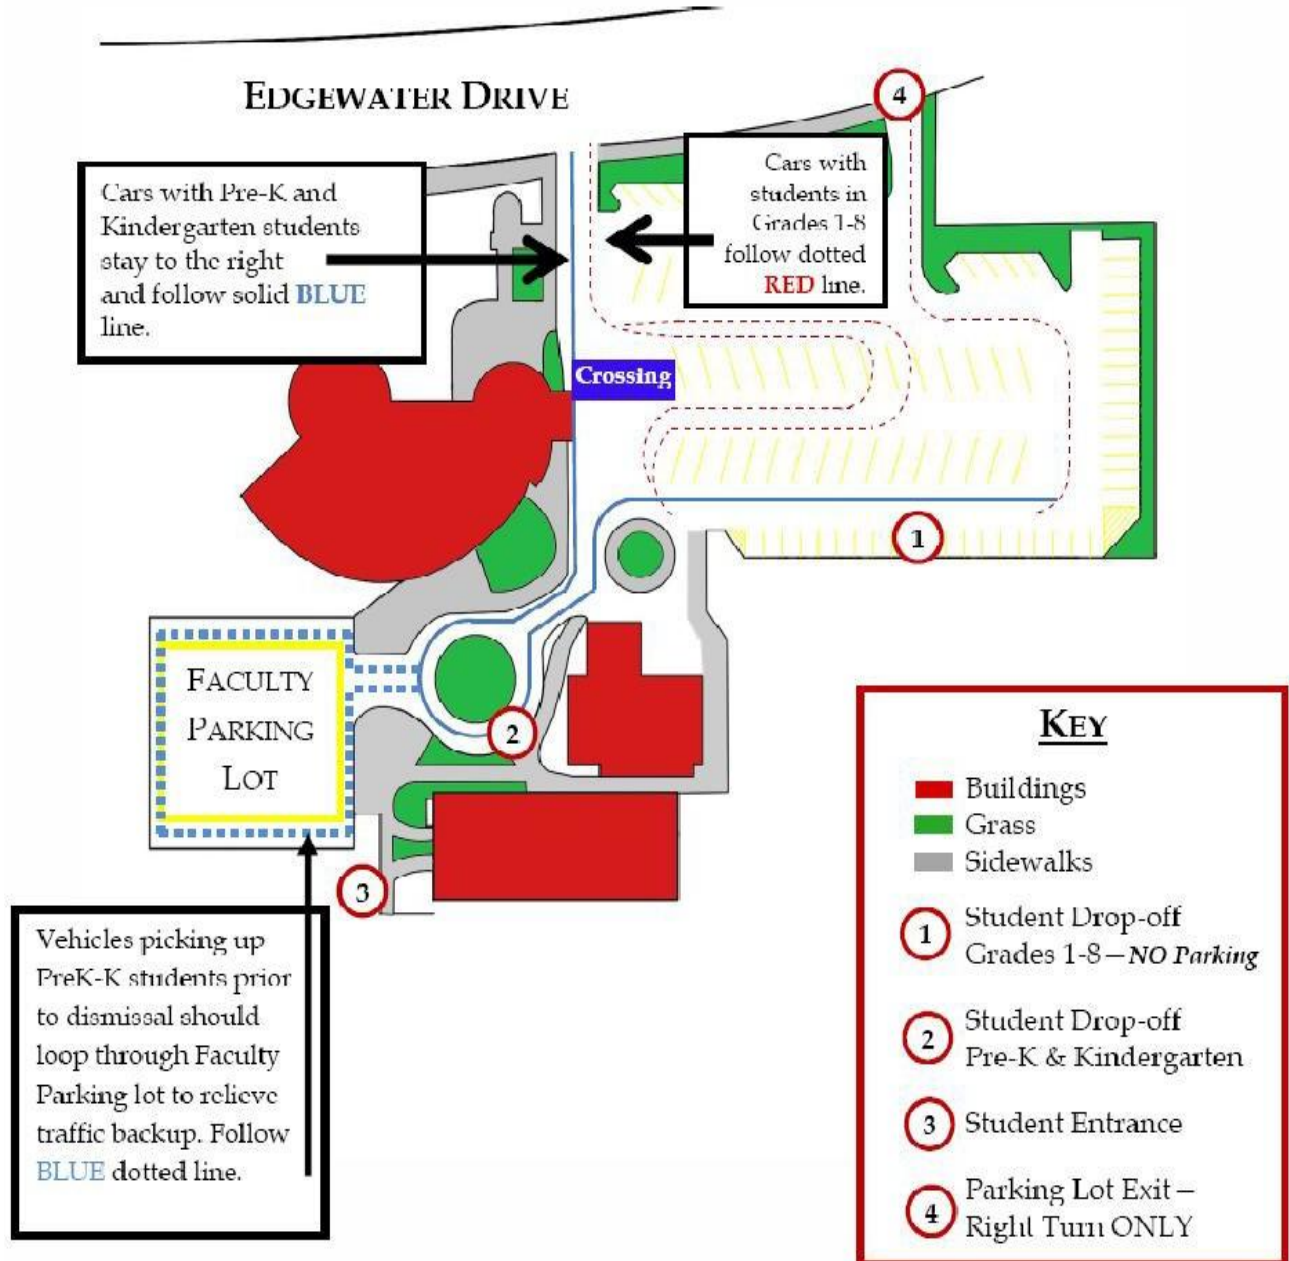 EDGEWATER DRIVE
4
Cars with Pre-K and
Kindergarten students
stay to the right
and follow solid BLUE
line.
Cars with
students in
Grades 1-8
follow dotted
RED line.
Crossing
1
FACULTY
PARKING
LOT
2
3
Vehicles picking up
PreK-K students prior
to dismissal should
loop through Faculty
Parking lot to relieve
traffic backup. Follow
BLUE dotted line.
KEY
Buildings
Grass
Sidewalks
1 Student Drop-off
Grades 1-8 – NO Parking
2 Student Drop-off
Pre-K & Kindergarten
3 Student Entrance
4 Parking Lot Exit –
Right Turn ONLY